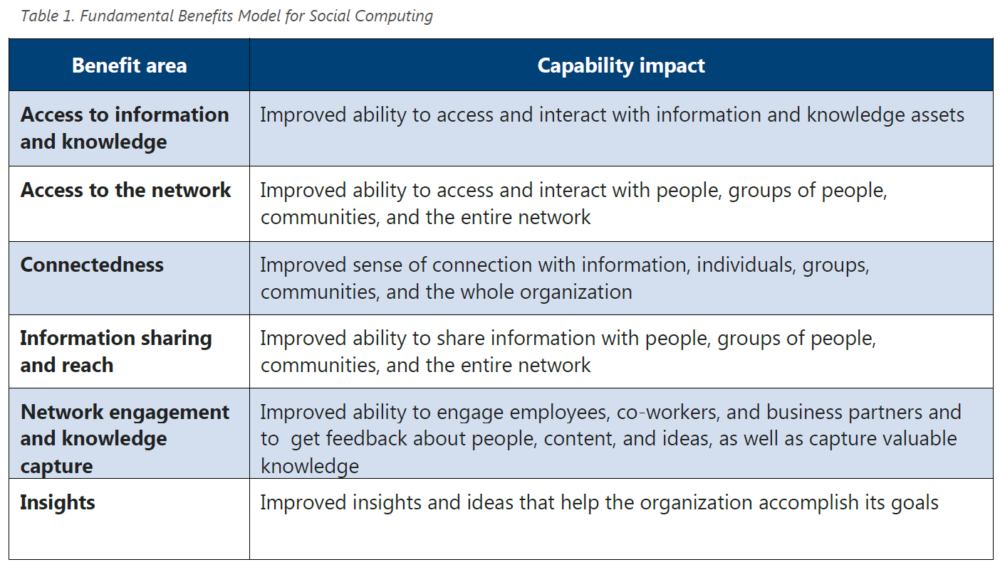 Table 1. Fundamental Benefits Model for Social Computing
Benefit area
Capability impact
Access to information
and knowledge
Improved ability to access and interact with information and knowledge assets
Access to the network
Improved ability to access and interact with people, groups of people,
communities, and the entire network
Connectedness
Improved sense of connection with information, individuals, groups,
communities, and the whole organization
Information sharing
and reach
Improved ability to share information with people, groups of people,
communities, and the entire network
Network engagement
and knowledge
capture
Improved ability to engage employees, co-workers, and business partners and
to  get feedback about people, content, and ideas, as well as capture valuable
knowledge
Insights
Improved insights and ideas that help the organization accomplish its goals